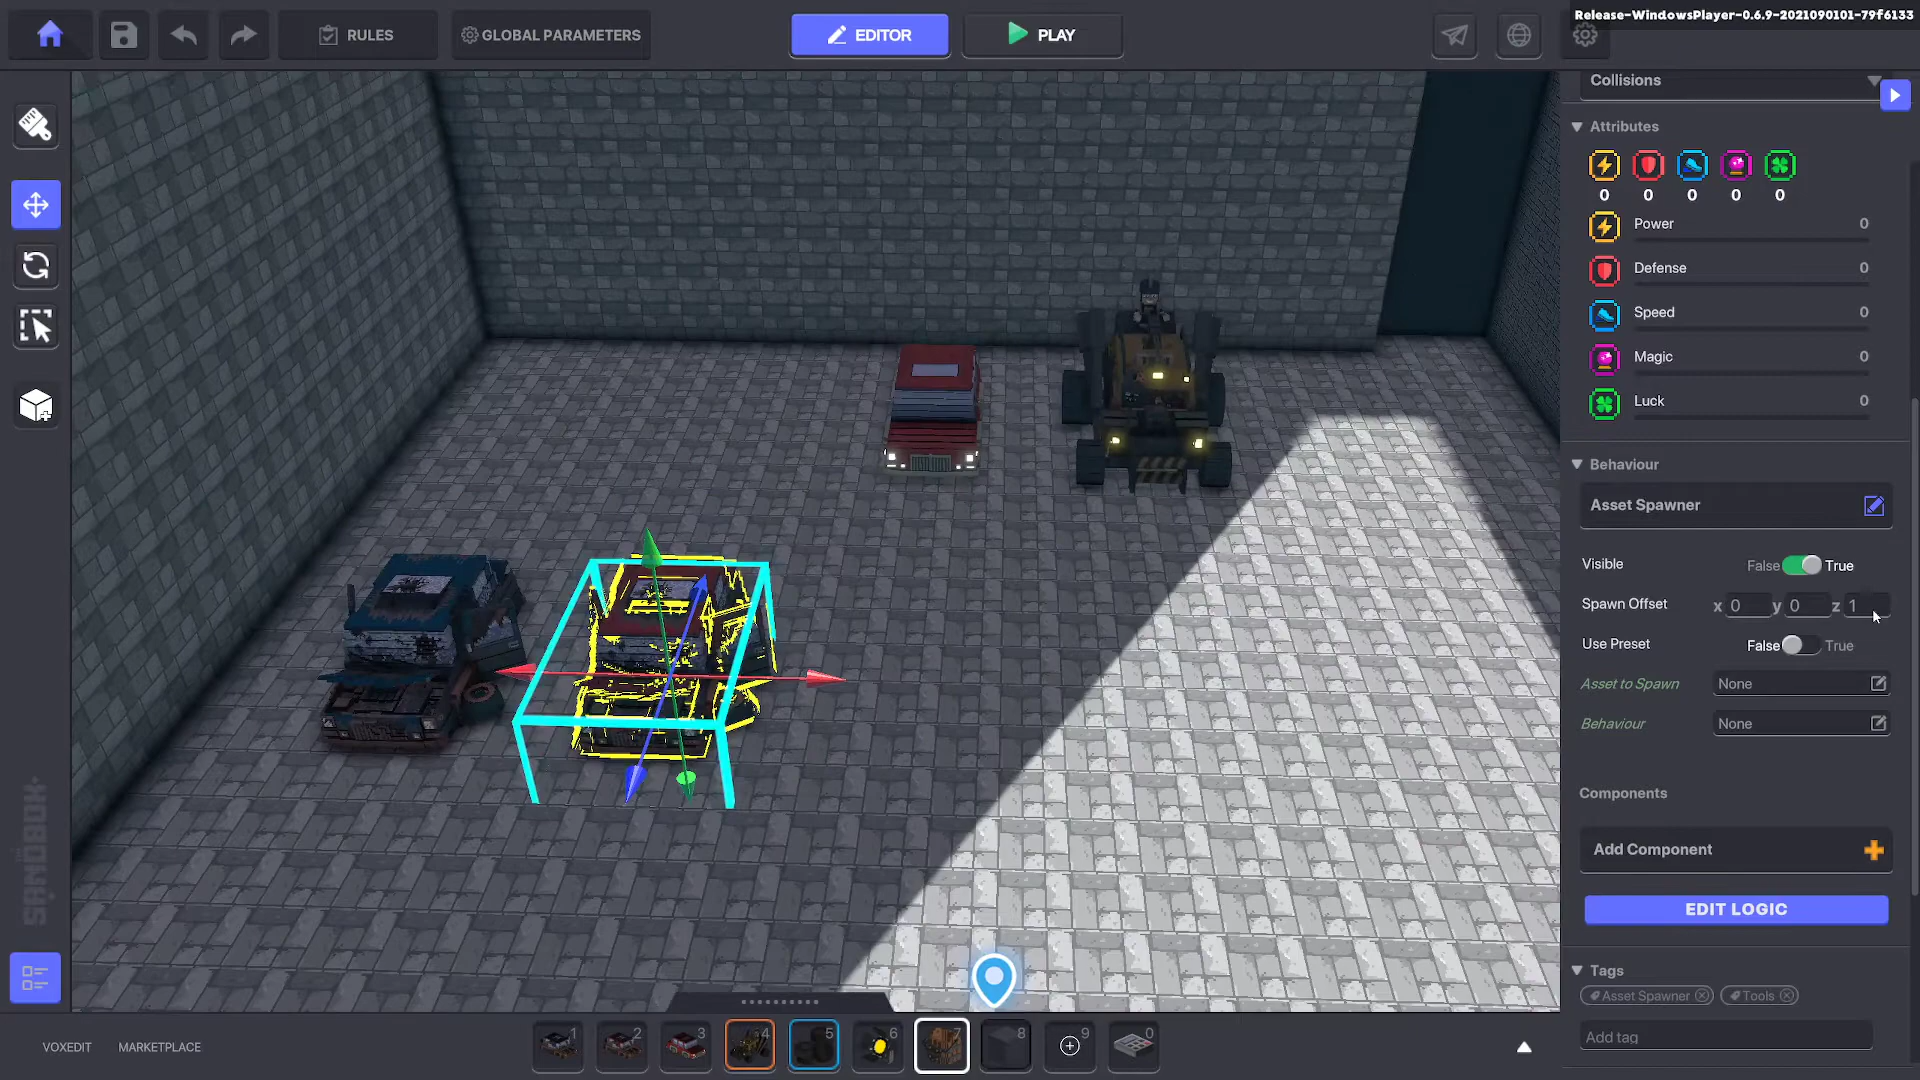 Release-WindowsPlayer-0.6.9-2021090101-79f6133
RULES
GLOBAL PARAMETERS
EDITOR
PLAY
Collisions
Attributes
0 0 0 0 0
Power 0
Defense 0
Speed 0
Magic 0
Luck 0
Behaviour
Asset Spawner
Visible False True
Spawn Offset x 0 y 0 z 1
Use Preset False True
Asset to Spawn None
Behaviour None
Components
Add Component
EDIT LOGIC
Tags
Asset Spawner Tools
Add tag
SANDBOX
VOXEDIT
MARKETPLACE
1 2 3 4 5 6 7 8 9 0